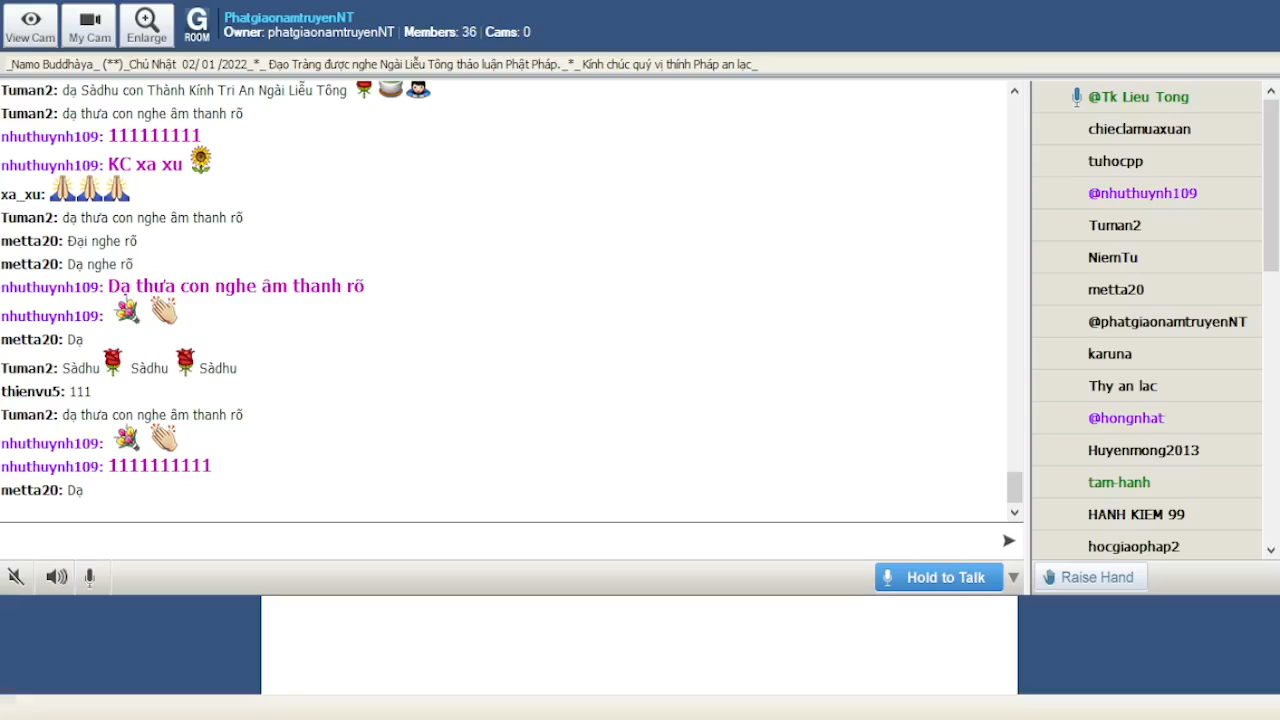 View Cam
My Cam
Enlarge
G
ROOM
PhatgiaonamtruyenNT
Owner: phatgiaonamtruyenNT | Members: 36 | Cams: 0
_Namo Buddhàya_ (**)_Chủ Nhật 02/ 01 /2022_*_ Đạo Tràng được nghe Ngài Liễu Tông thảo luận Phật Pháp._*_ Kính chúc quý vị thính Pháp an lạc_
Tuman2: dạ Sàdhu con Thành Kính Tri Ân Ngài Liễu Tông
Tuman2: dạ thưa con nghe âm thanh rõ
nhuthuynh109: 111111111
nhuthuynh109: KC xa xu
xa_xu:
Tuman2: dạ thưa con nghe âm thanh rõ
metta20: Đại nghe rõ
metta20: Dạ nghe rõ
nhuthuynh109: Dạ thưa con nghe âm thanh rõ
nhuthuynh109:
metta20: Dạ
Tuman2: Sàdhu Sàdhu Sàdhu
thienvu5: 111
Tuman2: dạ thưa con nghe âm thanh rõ
nhuthuynh109:
nhuthuynh109: 1111111111
metta20: Dạ
Hold to Talk
@Tk Lieu Tong
chieclamuaxuan
tuhocpp
@nhuthuynh109
Tuman2
NiemTu
metta20
@phatgiaonamtruyenNT
karuna
Thy an lac
@hongnhat
Huyenmong2013
tam-hanh
HANH KIEM 99
hocgiaophap2
Raise Hand